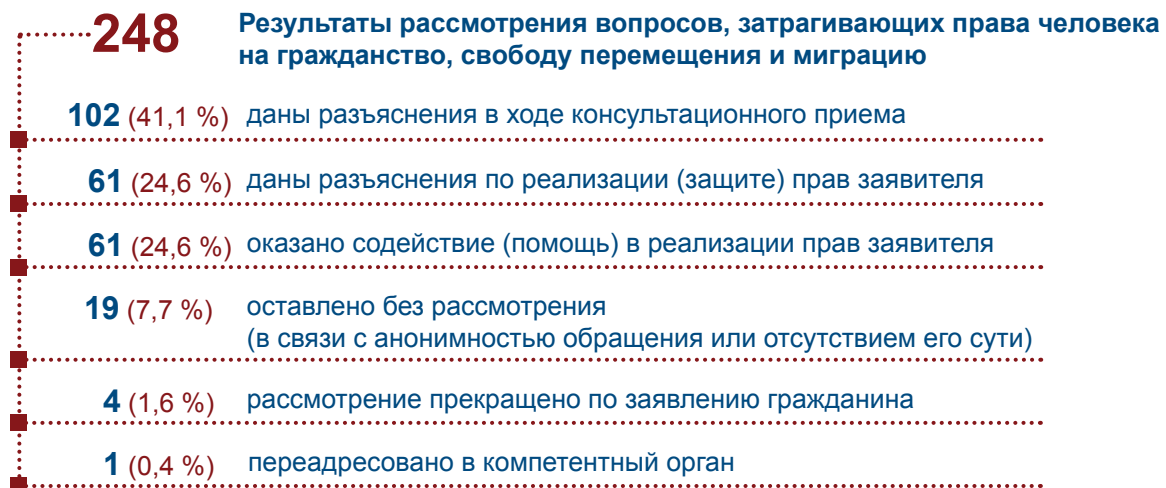 248 Результаты рассмотрения вопросов, затрагивающих права человека
на гражданство, свободу перемещения и миграцию
102 (41,1 %) даны разъяснения в ходе консультационного приема
61 (24,6 %) даны разъяснения по реализации (защите) прав заявителя
61 (24,6 %) оказано содействие (помощь) в реализации прав заявителя
19 (7,7 %) оставлено без рассмотрения
(в связи с анонимностью обращения или отсутствием его сути)
4 (1,6 %) рассмотрение прекращено по заявлению гражданина
1 (0,4 %) переадресовано в компетентный орган